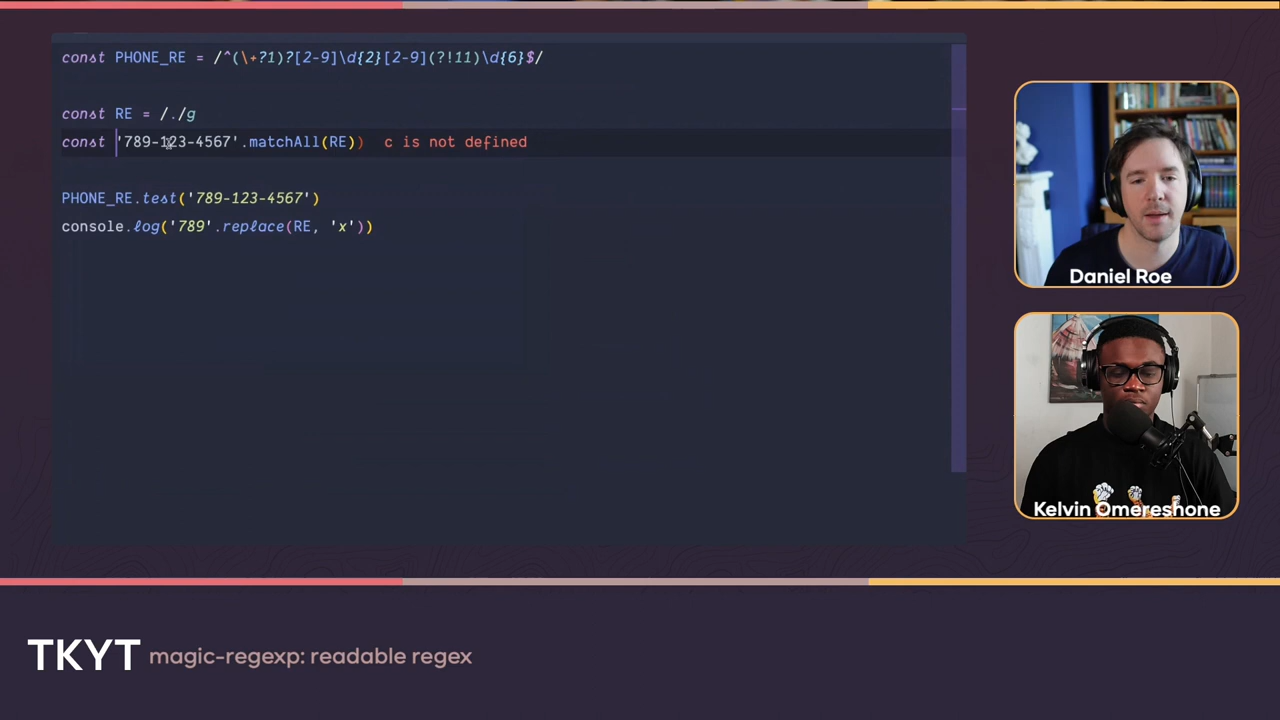 const PHONE_RE = /^(\+?1)?[2-9]\d{2}[2-9](?!11)\d{6}$/
const RE = /./g
const '789-123-4567'.matchAll(RE)) c is not defined
PHONE_RE.test('789-123-4567')
console.log('789'.replace(RE, 'x'))
Daniel Roe
Kelvin Omereshone
TKYT magic-regexp: readable regex